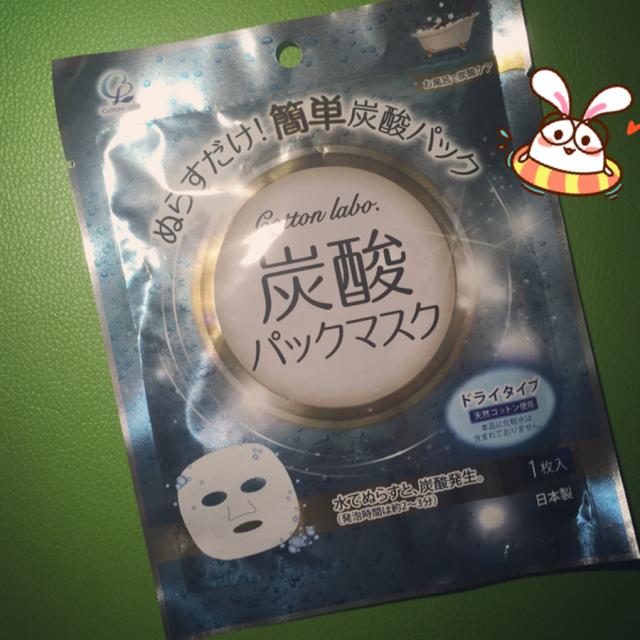 Cotton labo
お風呂で炭酸ケア
ぬらすだけ!簡単炭酸パック
Cotton labo.
炭酸
パックマスク
ドライタイプ
天然コットン使用
本品に化粧水は
含まれておりません。
水でぬらすと、炭酸発生。
(発泡時間は約2〜3分)
1枚入
日本製